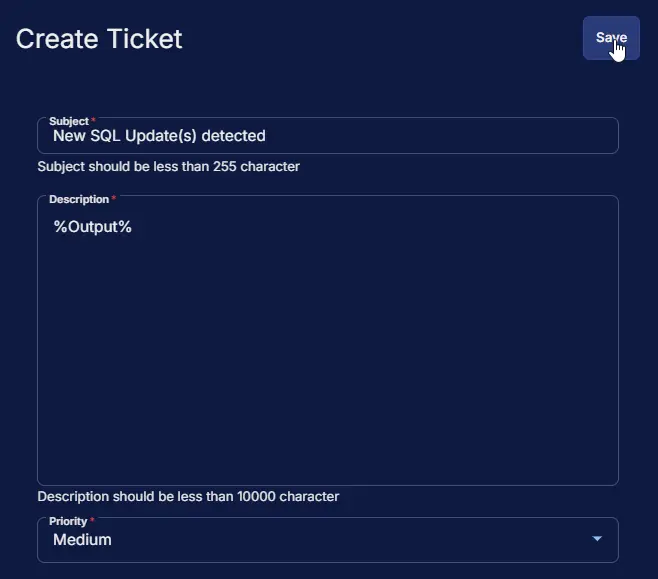 Create Ticket
Save
Subject *
New SQL Update(s) detected
Subject should be less than 255 character
Description *
%Output%
Description should be less than 10000 character
Priority *
Medium